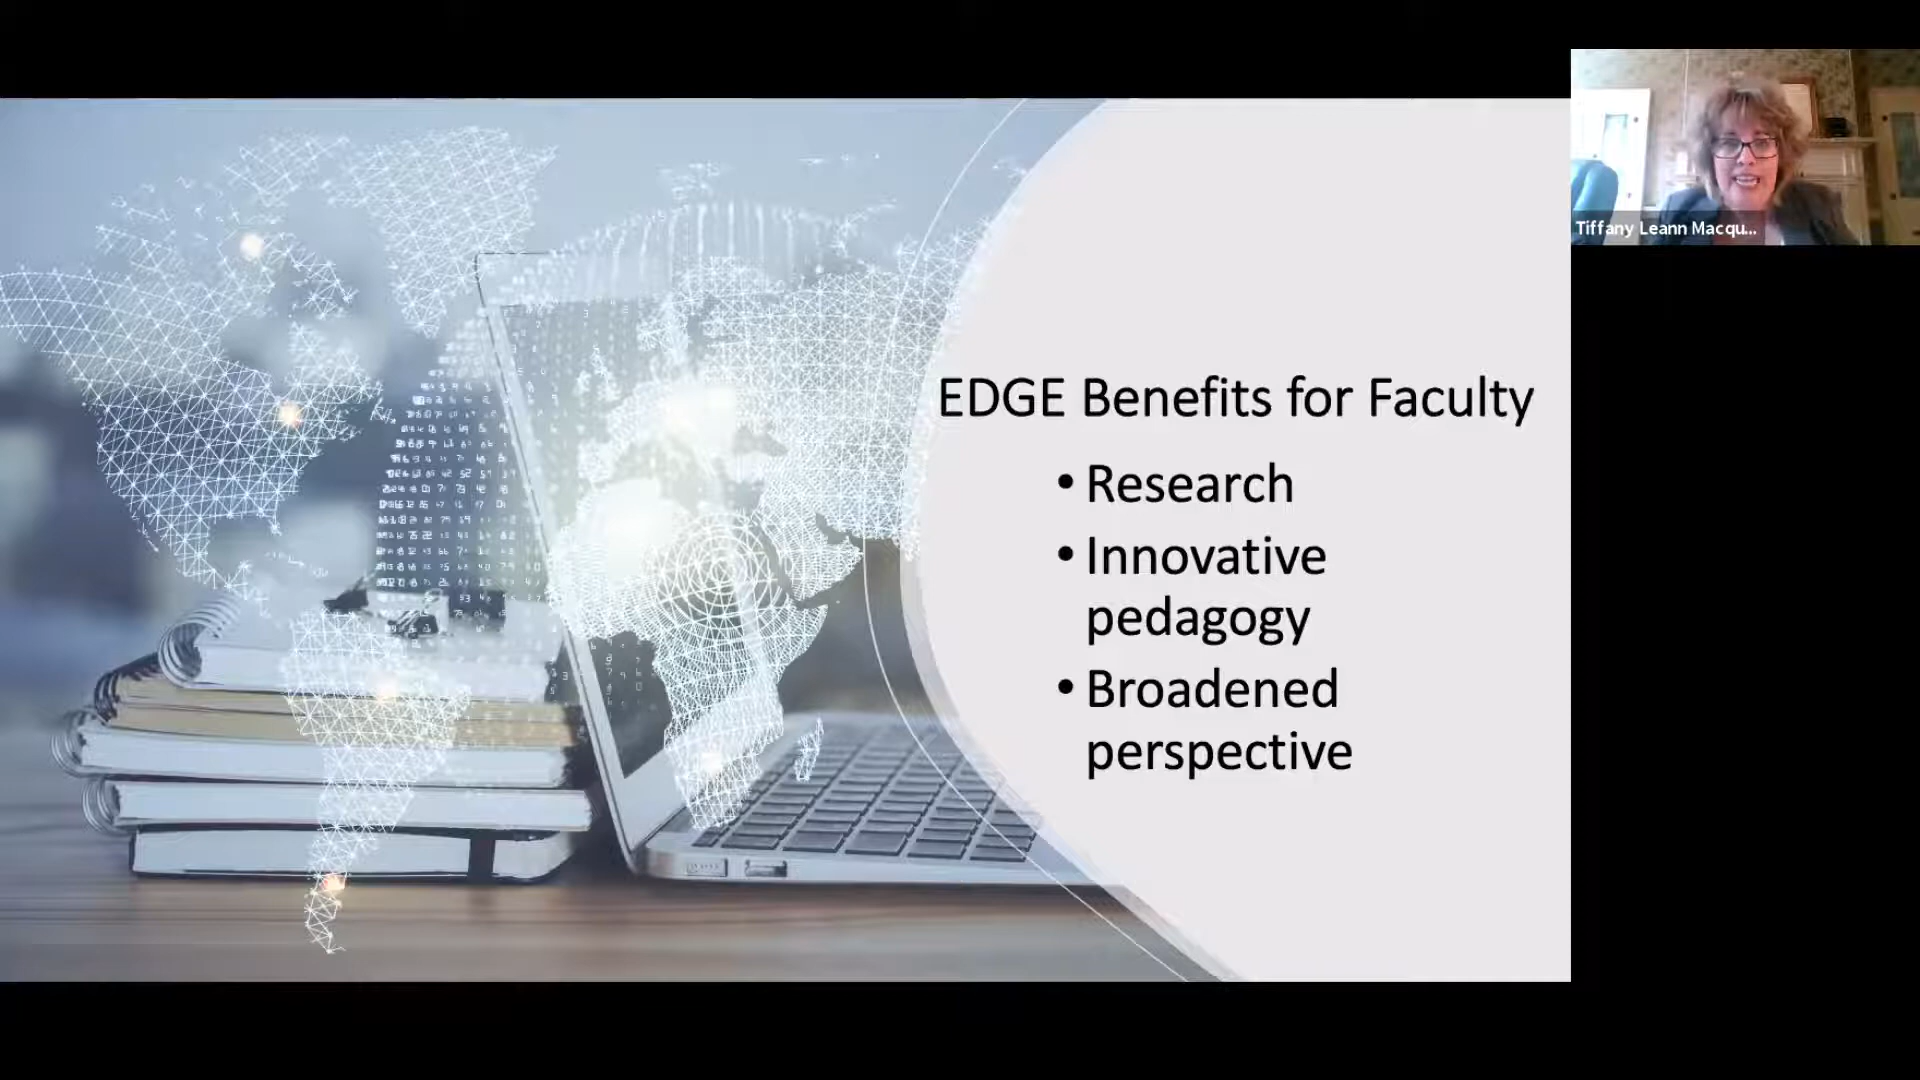 Tiffany Leann Macqu...
EDGE Benefits for Faculty
• Research
• Innovative
pedagogy
• Broadened
perspective